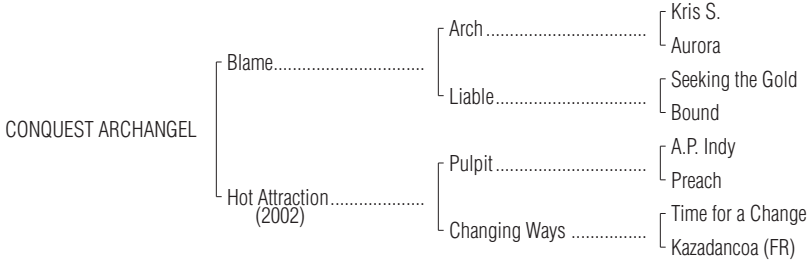 Kris S.
Arch
Aurora
Blame
Seeking the Gold
Liable
Bound
CONQUEST ARCHANGEL
A.P. Indy
Pulpit
Preach
Hot Attraction
(2002)
Time for a Change
Changing Ways
Kazadancoa (FR)